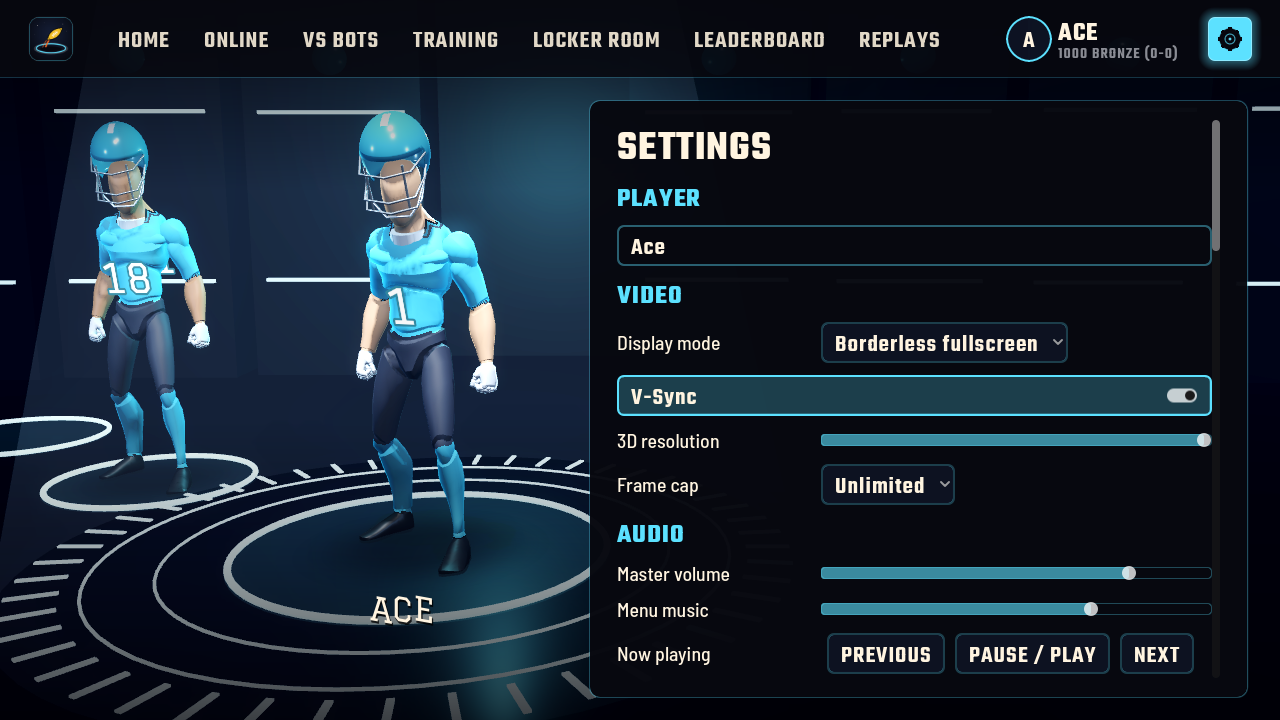 HOME ONLINE VS BOTS TRAINING LOCKER ROOM LEADERBOARD REPLAYS
A ACE
1000 BRONZE (0-0)
SETTINGS
PLAYER
Ace
VIDEO
Display mode Borderless fullscreen
V-Sync
3D resolution
Frame cap Unlimited
AUDIO
Master volume
Menu music
Now playing PREVIOUS PAUSE / PLAY NEXT
18
1
ACE